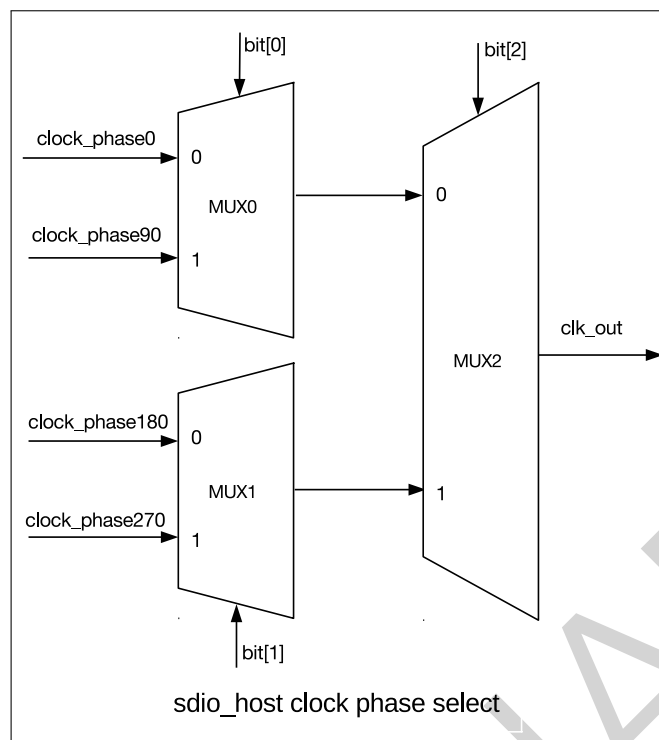 bit[0]
bit[2]
clock_phase0
0
MUX0
0
clock_phase90
1
clk_out
MUX2
clock_phase180
0
MUX1
1
clock_phase270
1
bit[1]
sdio_host clock phase select